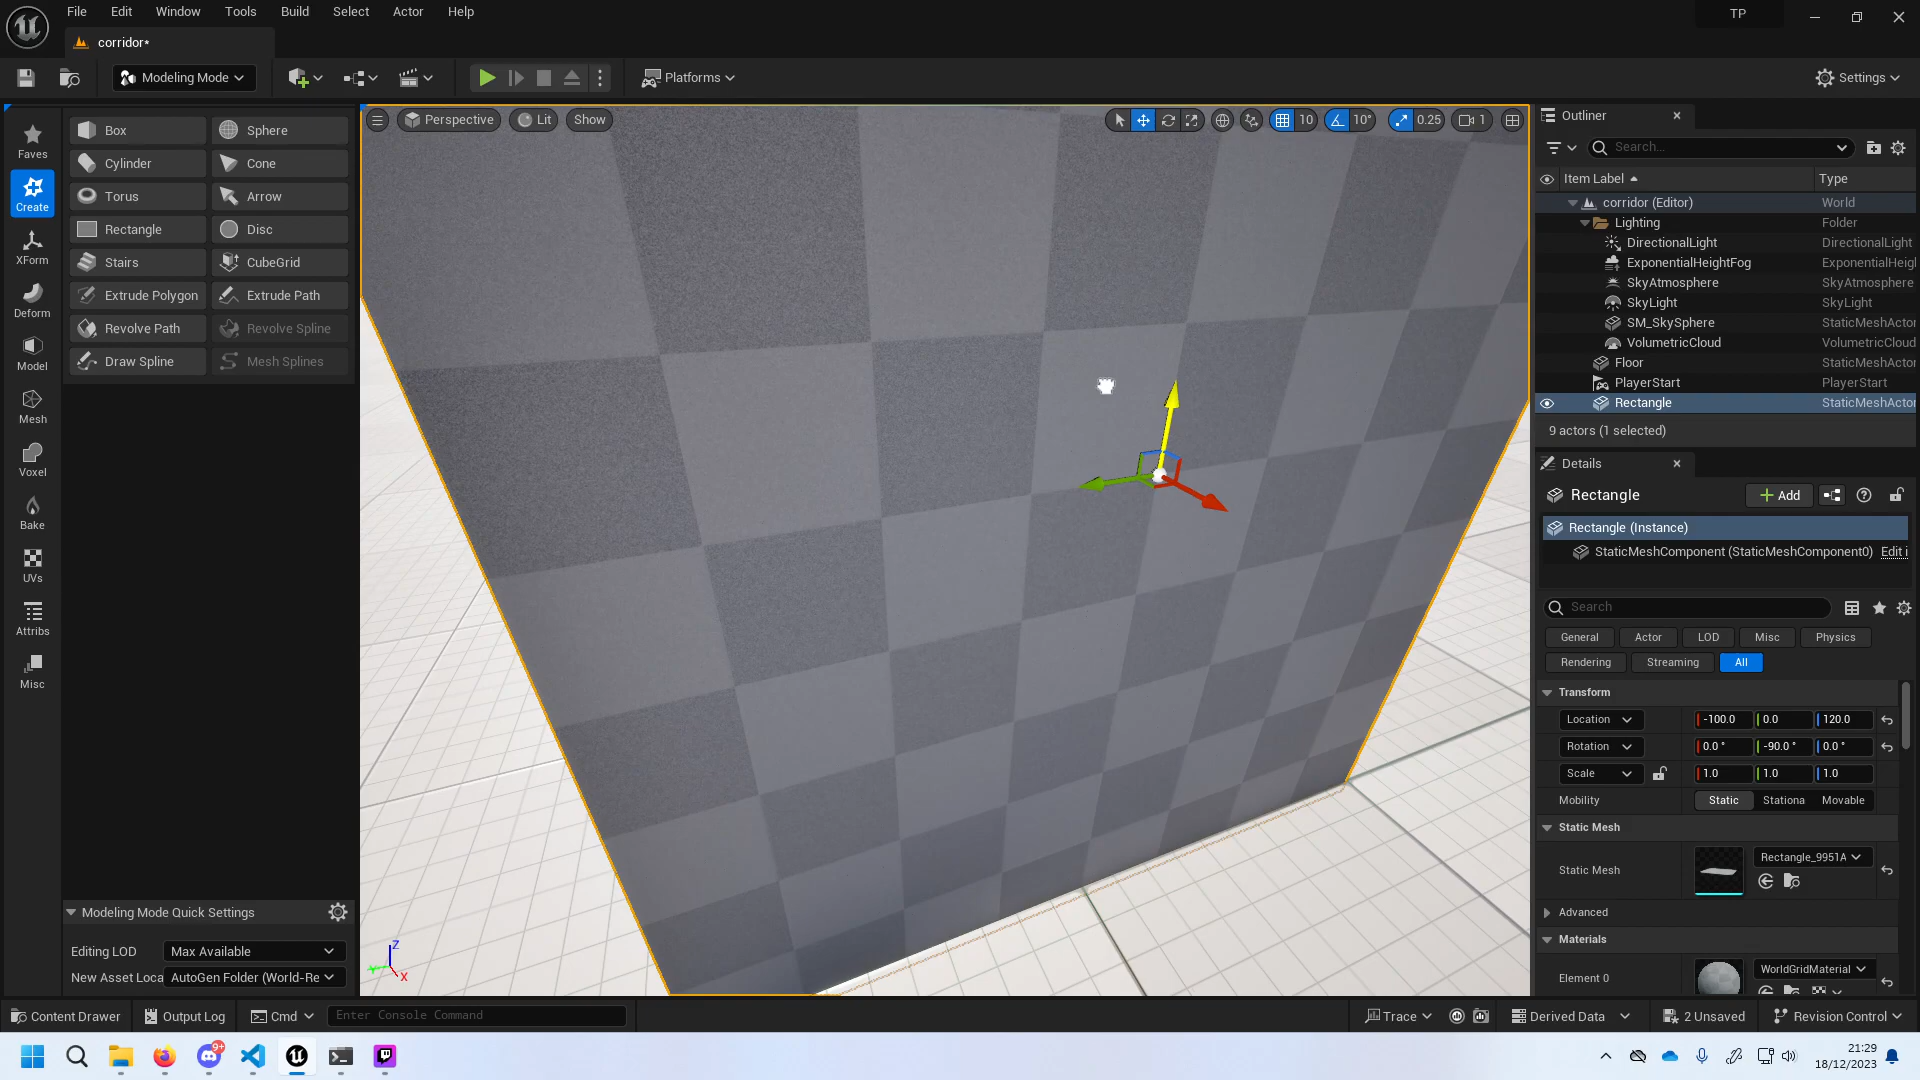 File Edit Window Tools Build Select Actor Help
TP
corridor*
Modeling Mode
Platforms
Settings
Faves
Create
XForm
Deform
Model
Mesh
Voxel
Bake
UVs
Attribs
Misc
Box Sphere
Cylinder Cone
Torus Arrow
Rectangle Disc
Stairs CubeGrid
Extrude Polygon Extrude Path
Revolve Path Revolve Spline
Draw Spline Mesh Splines
Modeling Mode Quick Settings
Editing LOD Max Available
New Asset Loca AutoGen Folder (World-Re
Perspective Lit Show
10 10° 0.25 1
Z
Y
X
Outliner
Search...
Item Label Type
corridor (Editor) World
Lighting Folder
DirectionalLight DirectionalLight
ExponentialHeightFog ExponentialHeigl
SkyAtmosphere SkyAtmosphere
SkyLight SkyLight
SM_SkySphere StaticMeshActor
VolumetricCloud VolumetricCloud
Floor StaticMeshActor
PlayerStart PlayerStart
Rectangle StaticMeshActor
9 actors (1 selected)
Details
Rectangle
Add
Rectangle (Instance)
StaticMeshComponent (StaticMeshComponent0) Edit i
Search
General Actor LOD Misc Physics
Rendering Streaming All
Transform
Location -100.0 0.0 120.0
Rotation 0.0 ° -90.0 ° 0.0 °
Scale 1.0 1.0 1.0
Mobility Static Stationa Movable
Static Mesh
Static Mesh Rectangle_9951A
Advanced
Materials
Element 0 WorldGridMaterial
Content Drawer Output Log Cmd Enter Console Command
Trace Derived Data 2 Unsaved Revision Control
9+
21:29
18/12/2023